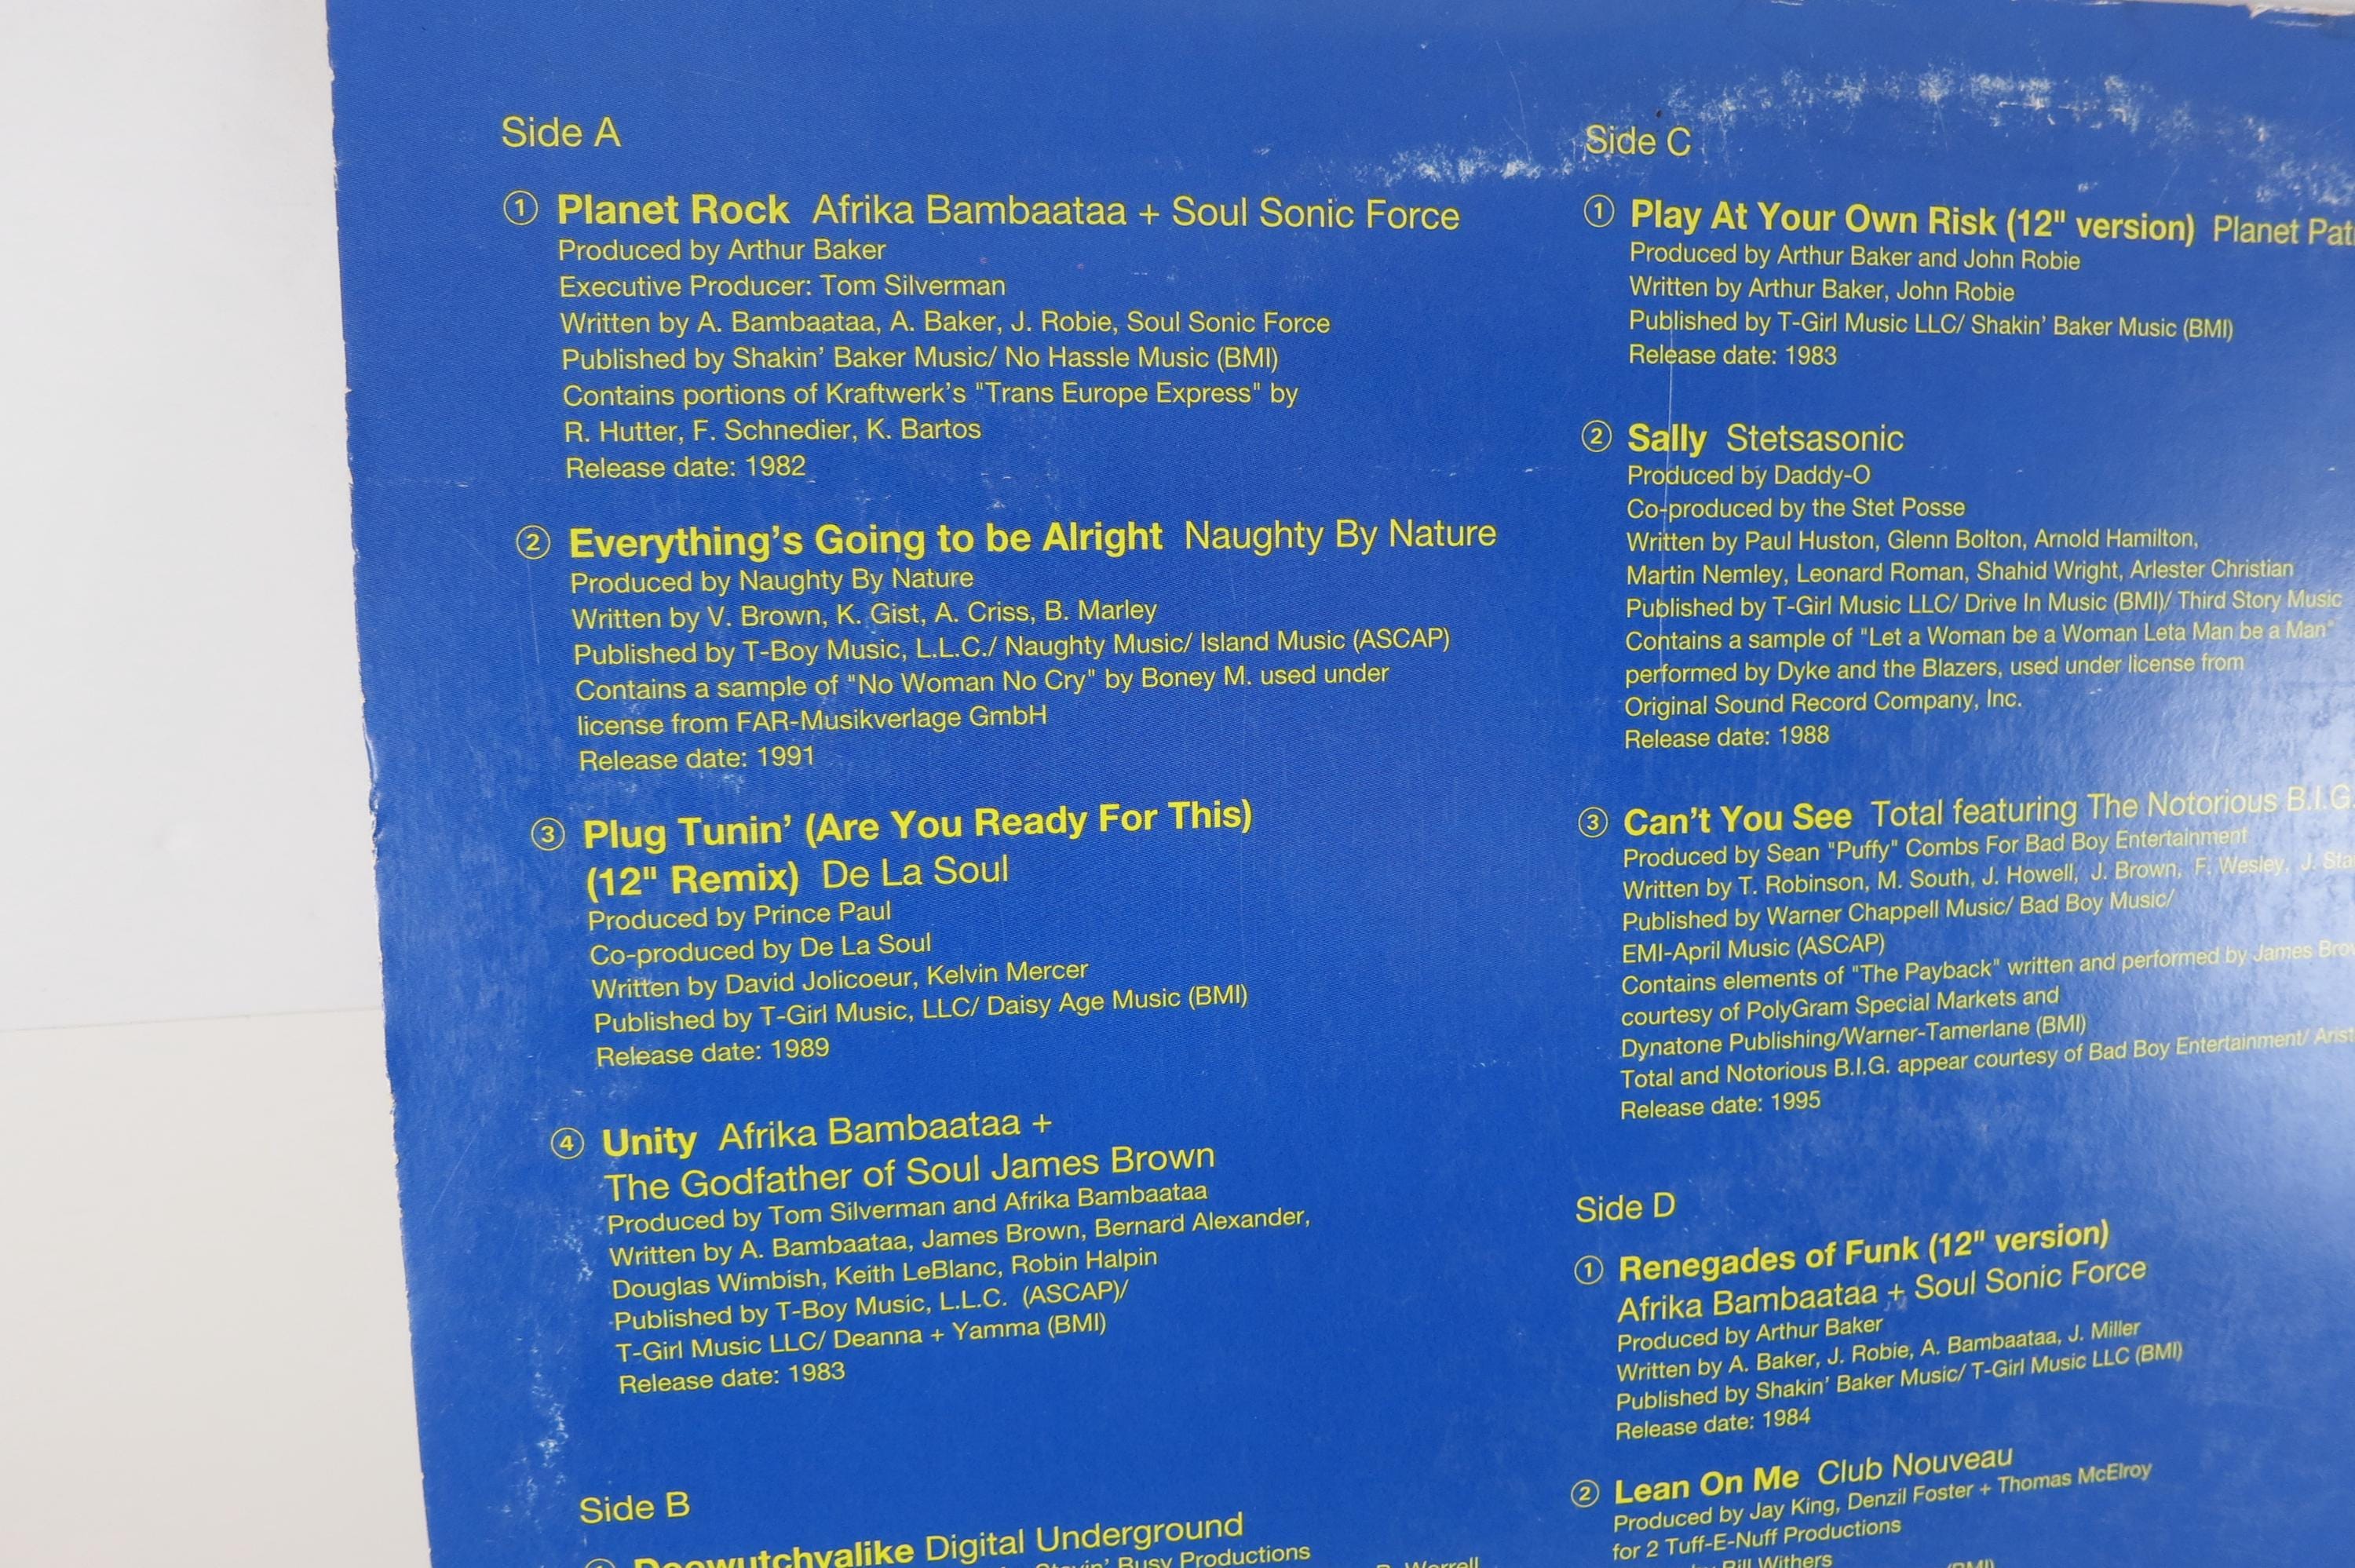 Side A
① Planet Rock Afrika Bambaataa + Soul Sonic Force
Produced by Arthur Baker
Executive Producer: Tom Silverman
Written by A. Bambaataa, A. Baker, J. Robie, Soul Sonic Force
Published by Shakin' Baker Music/ No Hassle Music (BMI)
Contains portions of Kraftwerk's "Trans Europe Express" by
R. Hutter, F. Schnedier, K. Bartos
Release date: 1982
② Everything's Going to be Alright Naughty By Nature
Produced by Naughty By Nature
Written by V. Brown, K. Gist, A. Criss, B. Marley
Published by T-Boy Music, L.L.C./ Naughty Music/ Island Music (ASCAP)
Contains a sample of "No Woman No Cry" by Boney M. used under
license from FAR-Musikverlage GmbH
Release date: 1991
③ Plug Tunin' (Are You Ready For This)
(12" Remix) De La Soul
Produced by Prince Paul
Co-produced by De La Soul
Written by David Jolicoeur, Kelvin Mercer
Published by T-Girl Music, LLC/ Daisy Age Music (BMI)
Release date: 1989
④ Unity Afrika Bambaataa +
The Godfather of Soul James Brown
Produced by Tom Silverman and Afrika Bambaataa
Written by A. Bambaataa, James Brown, Bernard Alexander,
Douglas Wimbish, Keith LeBlanc, Robin Halpin
Published by T-Boy Music, L.L.C. (ASCAP)/
T-Girl Music LLC/ Deanna + Yamma (BMI)
Release date: 1983
Side B
Doowutchyalike Digital Underground
Busy Productions
Worrell
Side C
① Play At Your Own Risk (12" version) Planet
Produced by Arthur Baker and John Robie
Written by Arthur Baker, John Robie
Published by T-Girl Music LLC/ Shakin' Baker Music (BMI)
Release date: 1983
② Sally Stetsasonic
Produced by Daddy-O
Co-produced by the Stet Posse
Written by Paul Huston, Glenn Bolton, Arnold Hamilton,
Martin Nemley, Leonard Roman, Shahid Wright, Arlester Christian
Published by T-Girl Music LLC/ Drive In Music (BMI)/ Third Story Music
Contains a sample of "Let a Woman be a Woman Leta Man be a Man"
performed by Dyke and the Blazers, used under license from
Original Sound Record Company, Inc.
Release date: 1988
③ Can't You See Total featuring The Notorious B.I.G.
Produced by Sean "Puffy" Combs For Bad Boy Entertainment
Written by T. Robinson, M. South, J. Howell, J. Brown, F. Wesley, J.
Published by Warner Chappell Music/ Bad Boy Music/
EMI-April Music (ASCAP)
Contains elements of "The Payback" written and performed by James
courtesy of PolyGram Special Markets and
Dynatone Publishing/Warner-Tamerlane (BMI)
Total and Notorious B.I.G. appear courtesy of Bad Boy Entertainment/
Release date: 1995
Side D
① Renegades of Funk (12" version)
Afrika Bambaataa + Soul Sonic Force
Produced by Arthur Baker
Written by A. Baker, J. Robie, A. Bambaataa, J. Miller
Published by Shakin' Baker Music/ T-Girl Music LLC (BMI)
Release date: 1984
② Lean On Me Club Nouveau
Produced by Jay King, Denzil Foster + Thomas McElroy
for 2 Tuff-E-Nuff Productions
Bill Withers
(BMI)